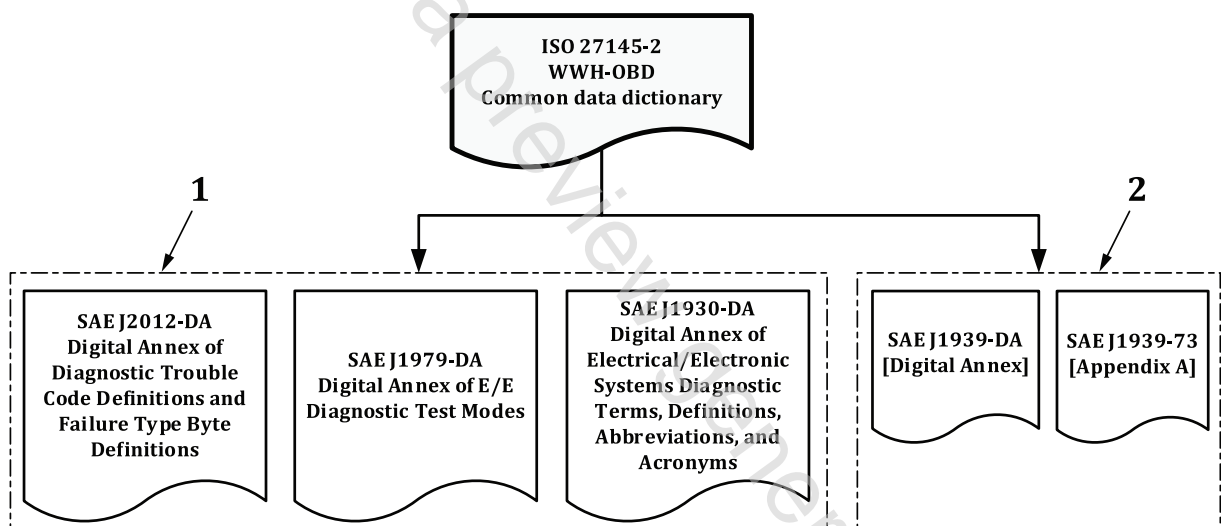 ISO 27145-2
WWH-OBD
Common data dictionary
1
2
SAE J2012-DA
Digital Annex of
Diagnostic Trouble
Code Definitions and
Failure Type Byte
Definitions
SAE J1979-DA
Digital Annex of E/E
Diagnostic Test Modes
SAE J1930-DA
Digital Annex of
Electrical/Electronic
Systems Diagnostic
Terms, Definitions,
Abbreviations, and
Acronyms
SAE J1939-DA
[Digital Annex]
SAE J1939-73
[Appendix A]
a preview gener